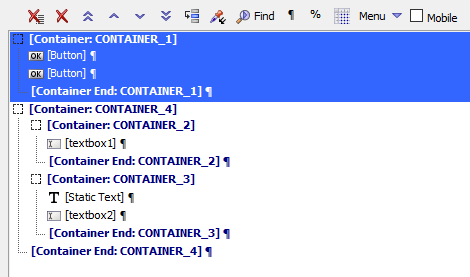 Find ¶ % Menu Mobile
[Container: CONTAINER_1]
OK [Button] ¶
OK [Button] ¶
[Container End: CONTAINER_1] ¶
[Container: CONTAINER_4]
[Container: CONTAINER_2]
[textbox1] ¶
[Container End: CONTAINER_2] ¶
[Container: CONTAINER_3]
T [Static Text] ¶
[textbox2] ¶
[Container End: CONTAINER_3] ¶
[Container End: CONTAINER_4] ¶